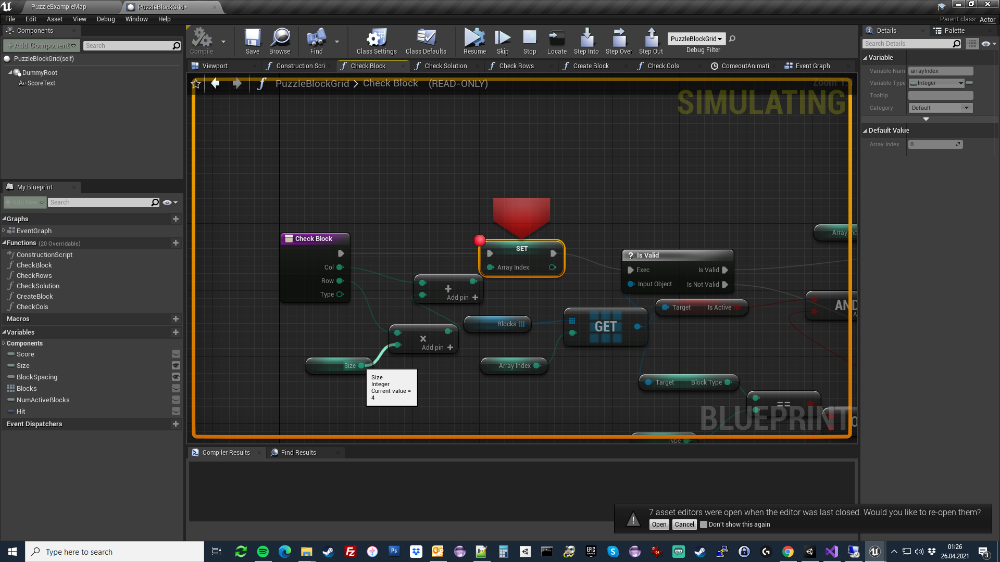 PuzzleExampleMap
PuzzleBlockGrid*
File Edit Asset View Debug Window Help
Parent class: Actor
Components
+Add Component
Search
PuzzleBlockGrid(self)
DummyRoot
ScoreText
My Blueprint
+Add New
Search
Graphs
EventGraph
Functions (20 Overridable)
ConstructionScript
CheckBlock
CheckRows
CheckSolution
CreateBlock
CheckCols
Macros
Variables
Components
Score
Size
BlockSpacing
Blocks
NumActiveBlocks
Hit
Event Dispatchers
Compile Save Browse Find Class Settings Class Defaults Resume Skip Stop Locate Step Into Step Over Step Out
PuzzleBlockGrid
Debug Filter
Viewport Construction Scri Check Block Check Solution Check Rows Create Block Check Cols ComeoutAnimati Event Graph
PuzzleBlockGrid > Check Block (READ-ONLY)
SIMULATING
Check Block
Col
Row
Type
SET
Array Index
+
Add pin +
×
Add pin +
Size
Size
Integer
Current value =
4
Blocks
Array Index
GET
? Is Valid
Exec Is Valid
Input Object Is Not Valid
Target Is Active
AND
Target Block Type
==
Type
BLUEPRINT
Compiler Results
Find Results
Details
Palette
Search Details
Variable
Variable Nam arrayIndex
Variable Type Integer
Tooltip
Category Default
Default Value
Array Index 0
7 asset editors were open when the editor was last closed. Would you like to re-open them?
Open Cancel Don't show this again
Type here to search
01:26
26.04.2021
3